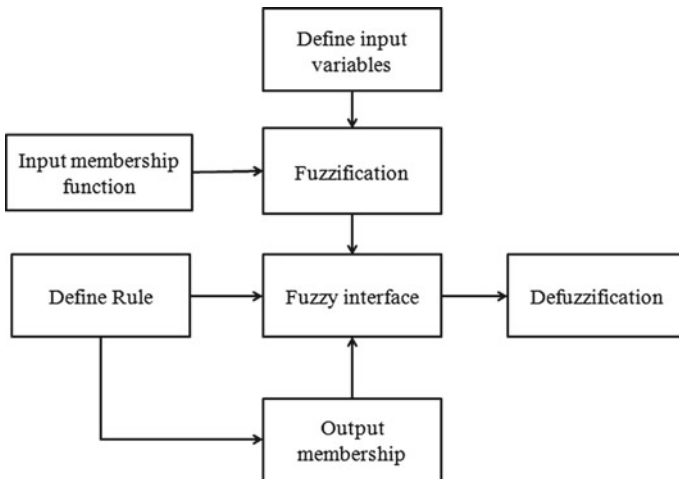 Define input
variables
Input membership
function
Fuzzification
Define Rule
Fuzzy interface
Defuzzification
Output
membership